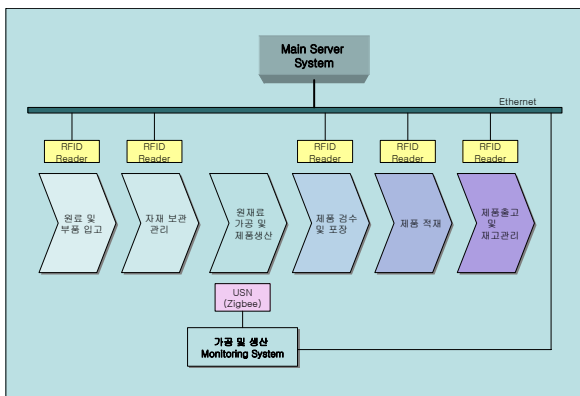 Main Server
System
Ethernet
RFID
Reader
RFID
Reader
RFID
Reader
RFID
Reader
RFID
Reader
원료 및
부품 입고
자재 보관
관리
원재료
가공 및
제품생산
제품 검수
및 포장
제품 적재
제품출고
및
재고관리
USN
(Zigbee)
가공 및 생산
Monitoring System